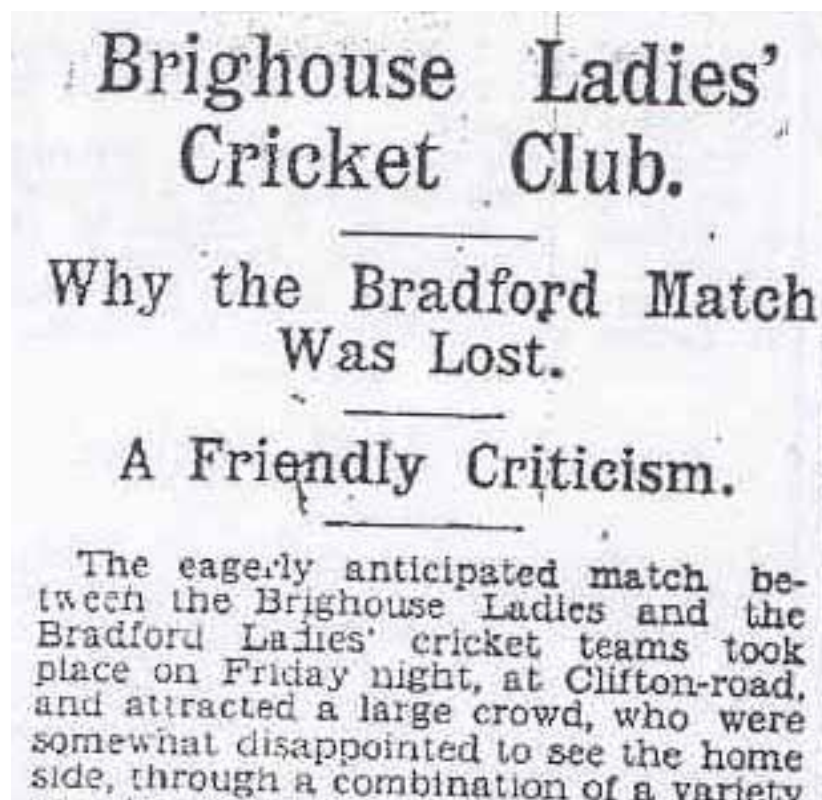 Brighouse Ladies'
Cricket Club.
Why the Bradford Match
Was Lost.
A Friendly Criticism.
The eagerly anticipated match be-
tween the Brighouse Ladies and the
Bradford Ladies' cricket teams took
place on Friday night, at Clifton-road,
and attracted a large crowd, who were
somewhat disappointed to see the home
side, through a combination of a variety